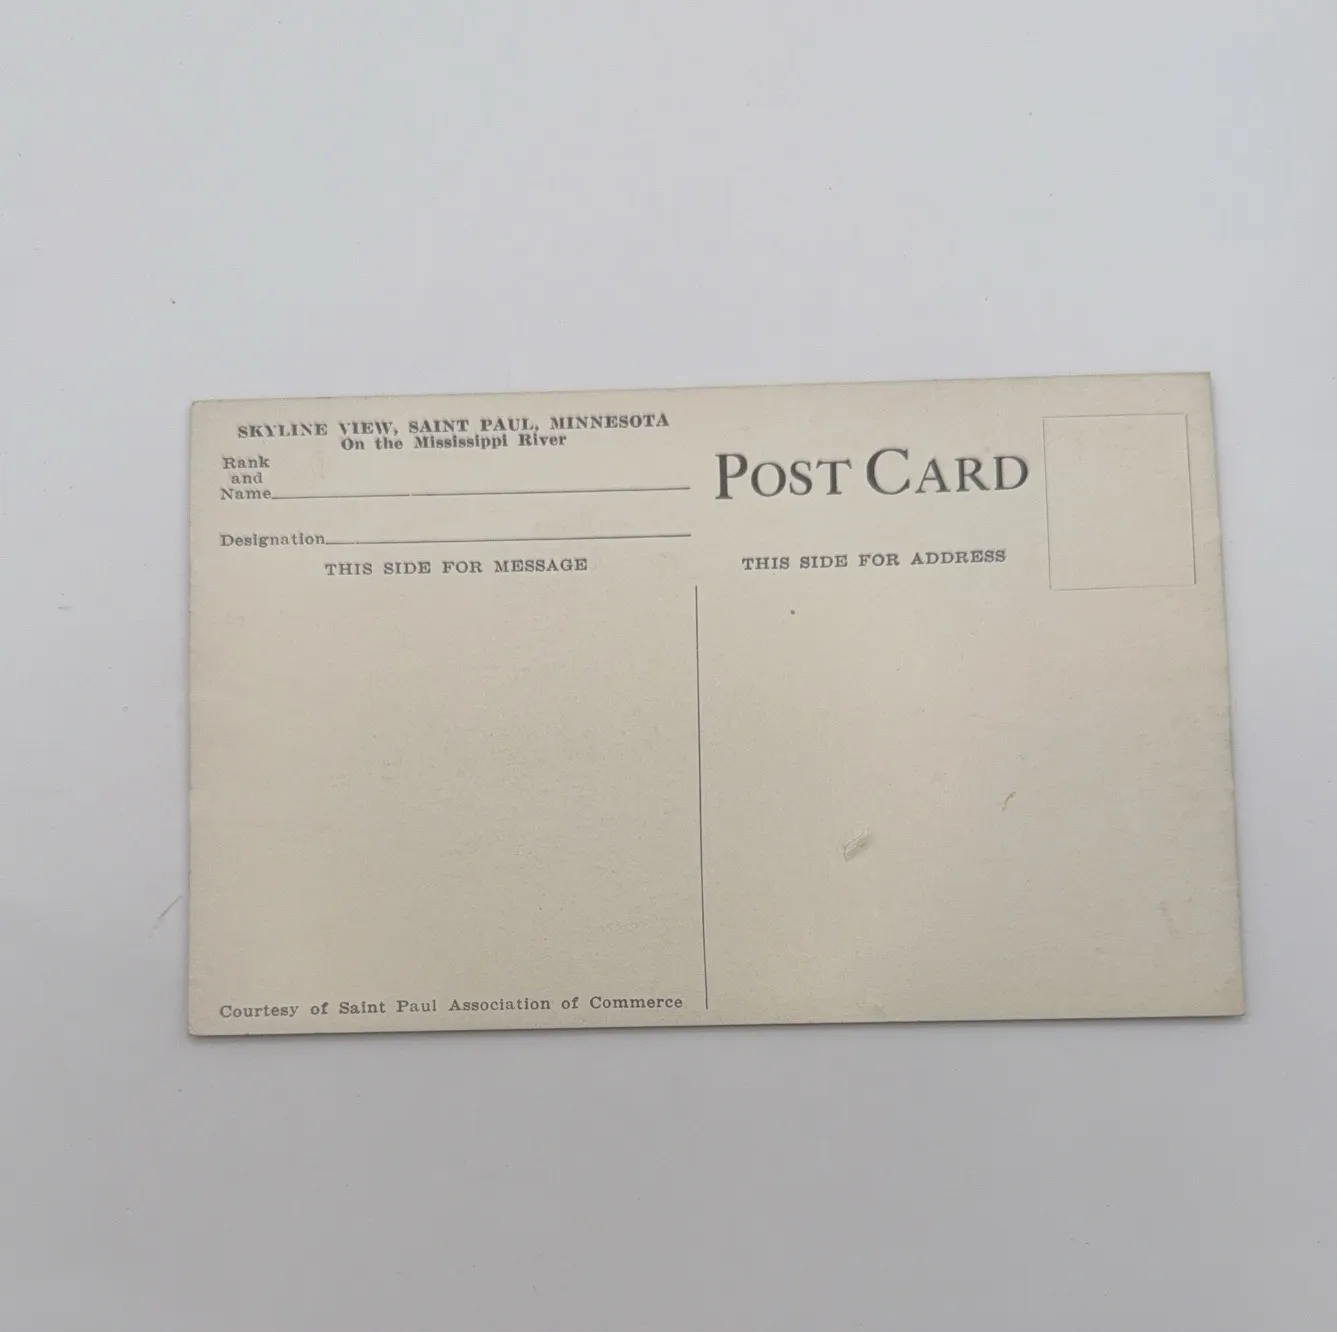 SKYLINE VIEW, SAINT PAUL, MINNESOTA
On the Mississippi River
Rank
and
Name
Designation
THIS SIDE FOR MESSAGE
Courtesy of Saint Paul Association of Commerce
POST CARD
THIS SIDE FOR ADDRESS